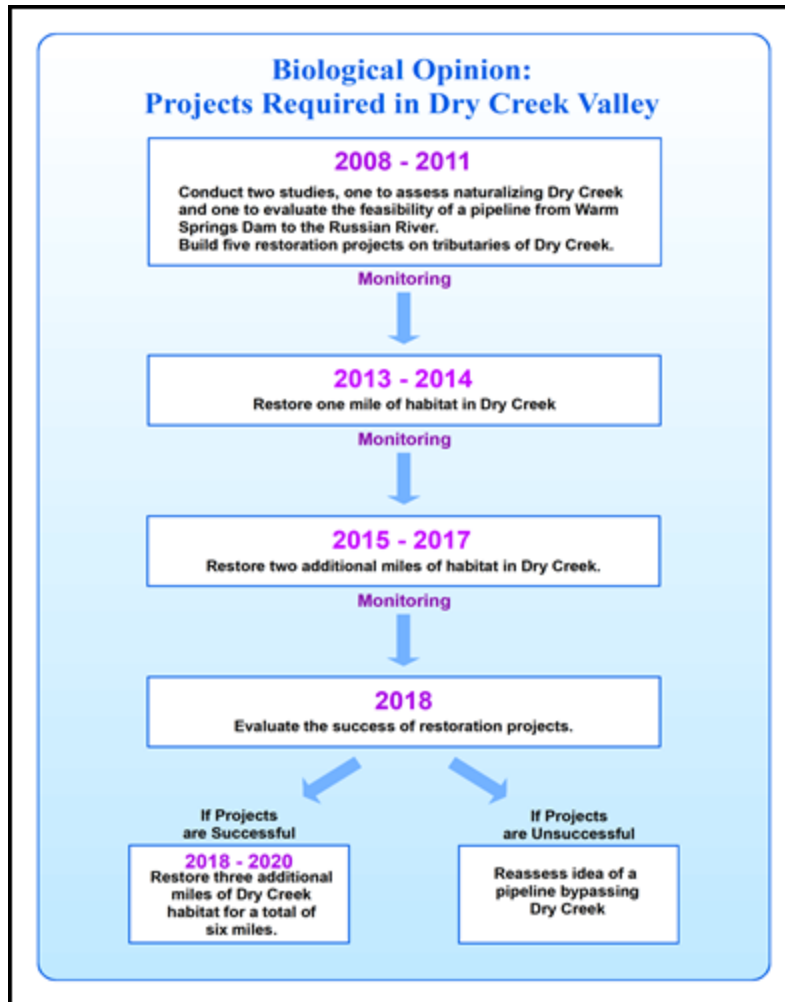 Biological Opinion:
Projects Required in Dry Creek Valley
2008 - 2011
Conduct two studies, one to assess naturalizing Dry Creek
and one to evaluate the feasibility of a pipeline from Warm
Springs Dam to the Russian River.
Build five restoration projects on tributaries of Dry Creek.
Monitoring
2013 - 2014
Restore one mile of habitat in Dry Creek
Monitoring
2015 - 2017
Restore two additional miles of habitat in Dry Creek.
Monitoring
2018
Evaluate the success of restoration projects.
If Projects
are Successful
2018 - 2020
Restore three additional
miles of Dry Creek
habitat for a total of
six miles.
If Projects
are Unsuccessful
Reassess idea of a
pipeline bypassing
Dry Creek